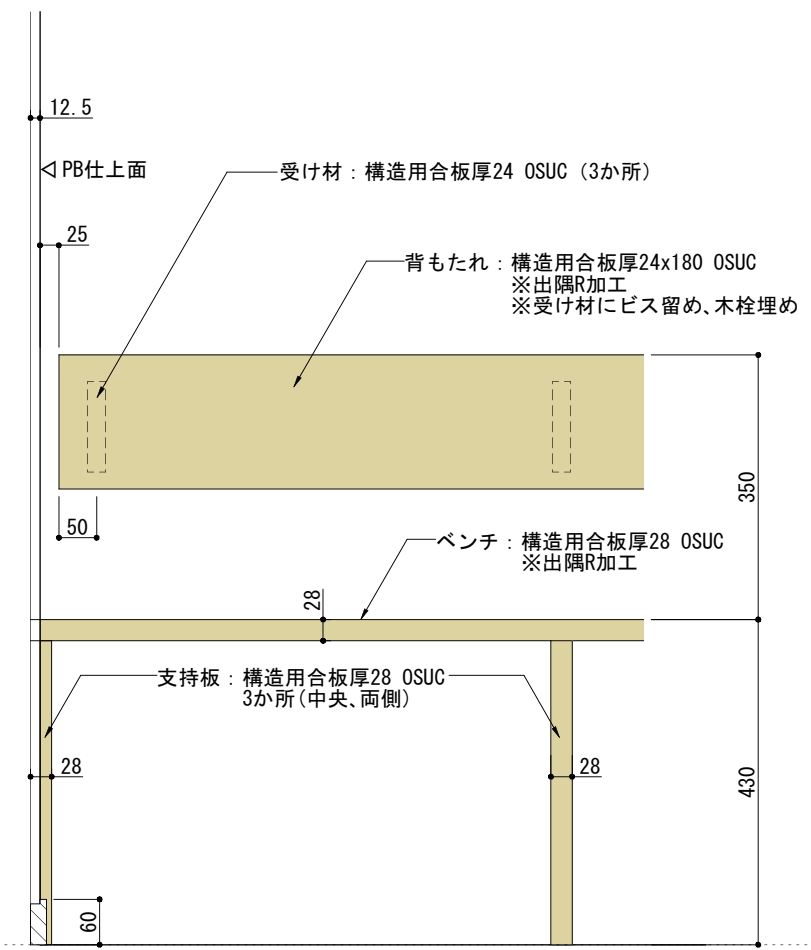 12.5
◁ PB仕上面
受け材：構造用合板厚24 OSUC（3か所）
25
背もたれ：構造用合板厚24x180 OSUC
※出隅R加工
※受け材にビス留め、木栓埋め
350
50
ベンチ：構造用合板厚28 OSUC
※出隅R加工
28
支持板：構造用合板厚28 OSUC
3か所（中央、両側）
28
28
430
60